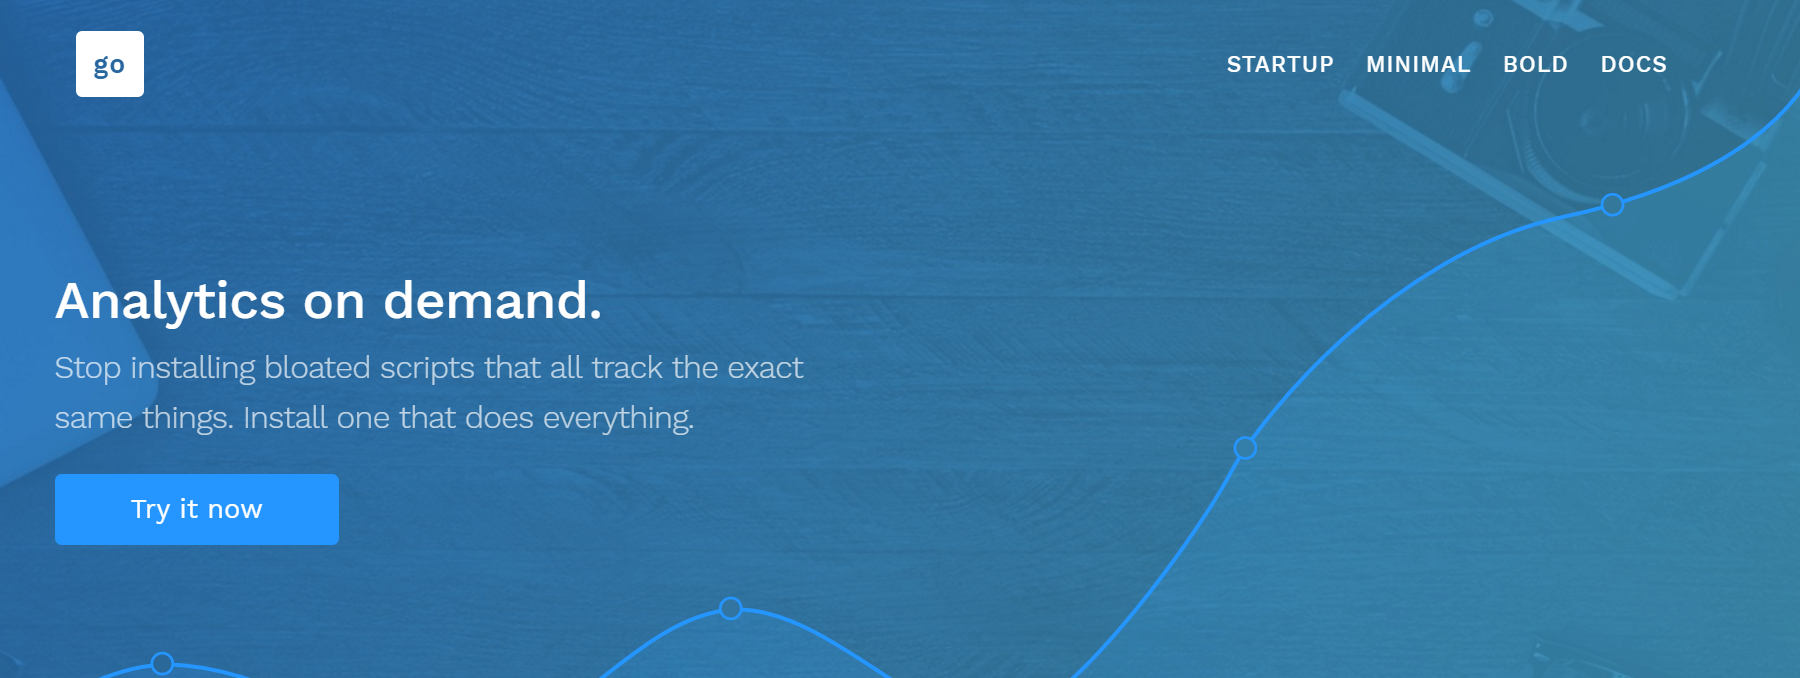 go
STARTUP MINIMAL BOLD DOCS
Analytics on demand.
Stop installing bloated scripts that all track the exact
same things. Install one that does everything.
Try it now